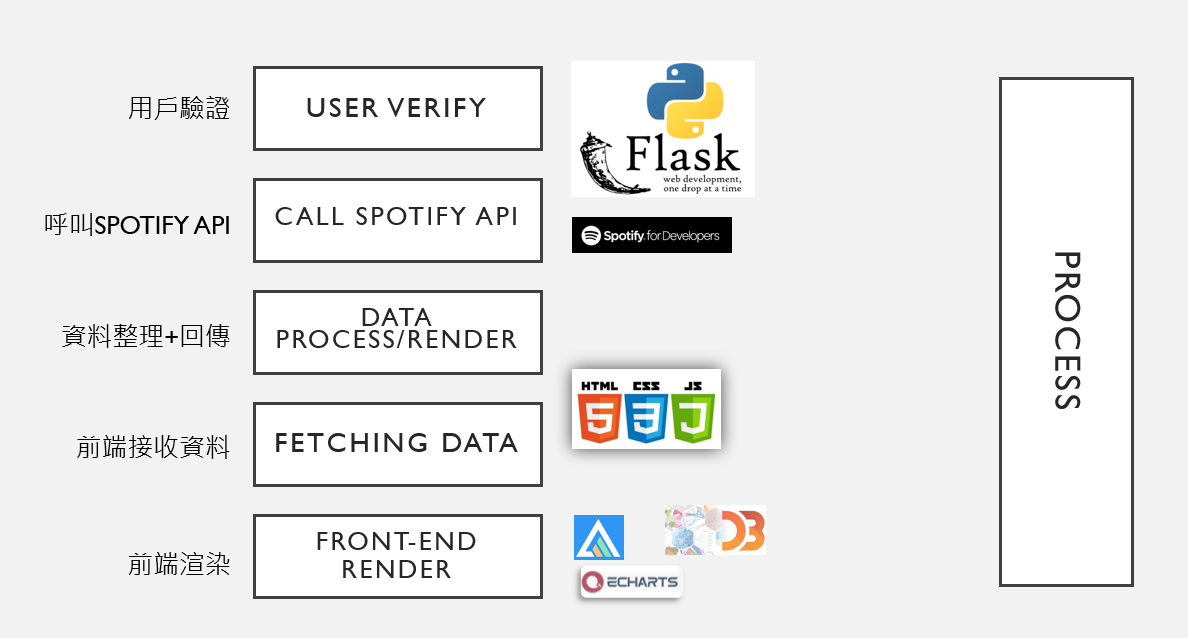 用戶驗證
USER VERIFY
Flask
web development,
one drop at a time
呼叫SPOTIFY API
CALL SPOTIFY API
Spotify for Developers
資料整理+回傳
DATA
PROCESS/RENDER
HTML CSS JS
5 3 J
前端接收資料
FETCHING DATA
前端渲染
FRONT-END
RENDER
D3
ECHARTS
PROCESS